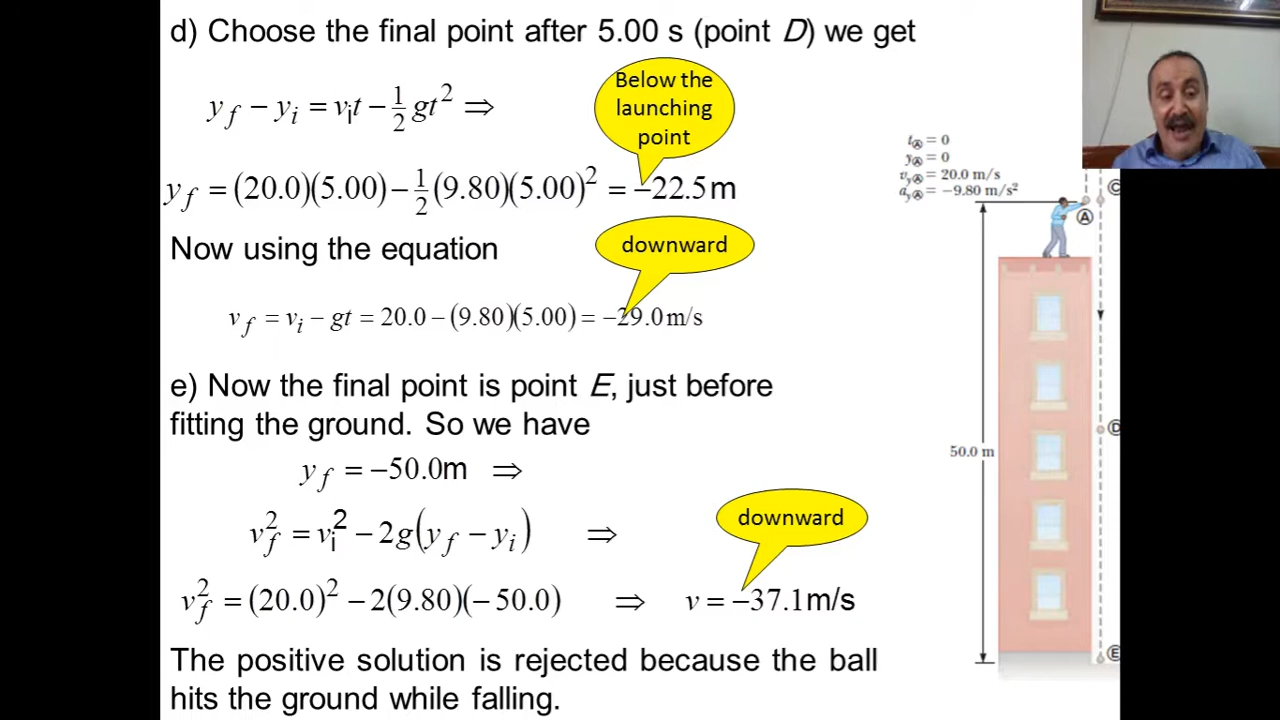 d) Choose the final point after 5.00 s (point D) we get
Below the
launching
point
y_f − y_i = v_i t − ½ gt² ⇒
y_f = (20.0)(5.00) − ½ (9.80)(5.00)² = −22.5 m
Now using the equation
downward
v_f = v_i − gt = 20.0 − (9.80)(5.00) = −29.0 m/s
e) Now the final point is point E, just before
fitting the ground. So we have
y_f = −50.0m ⇒
v_f² = v_i² − 2g(y_f − y_i) ⇒
downward
v_f² = (20.0)² − 2(9.80)(−50.0) ⇒ v = −37.1m/s
The positive solution is rejected because the ball
hits the ground while falling.
t_Ⓐ = 0
y_Ⓐ = 0
v_yⒶ = 20.0 m/s
a_yⒶ = −9.80 m/s²
Ⓒ
Ⓐ
Ⓓ
50.0 m
Ⓔ